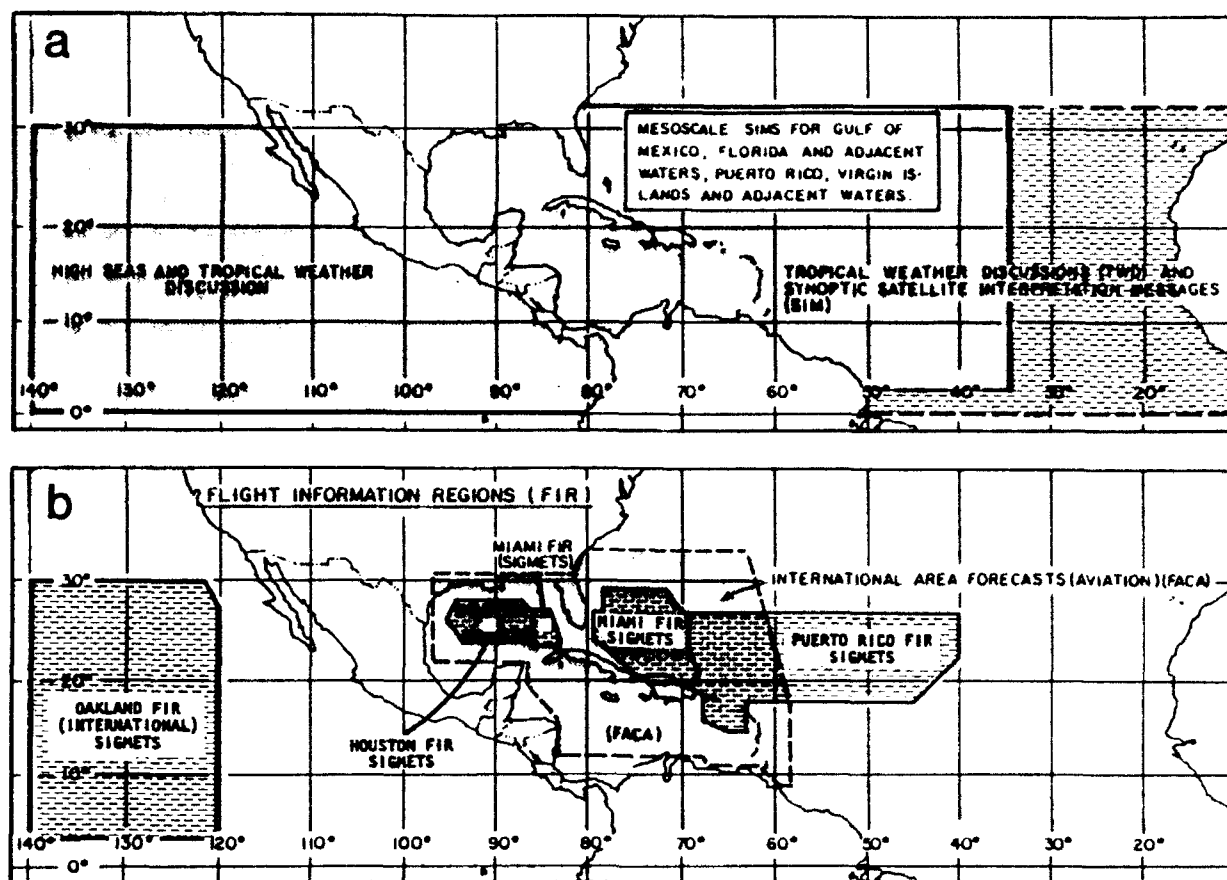 a
MESOSCALE SIMS FOR GULF OF
MEXICO, FLORIDA AND ADJACENT
WATERS, PUERTO RICO, VIRGIN IS-
LANDS AND ADJACENT WATERS.
30°
20°
HIGH SEAS AND TROPICAL WEATHER
DISCUSSION
TROPICAL WEATHER DISCUSSIONS (TWD) AND
SYNOPTIC SATELLITE INTERPRETATION MESSAGES
(SIM)
10°
140° 130° 120° 110° 100° 90° 80° 70° 60° 50° 40° 30° 20°
0°
b
FLIGHT INFORMATION REGIONS (FIR)
MIAMI FIR
(SIGMETS)
30°
INTERNATIONAL AREA FORECASTS (AVIATION) (FACA)
MIAMI FIR
SIGMETS
PUERTO RICO FIR
SIGMETS
20°
OAKLAND FIR
(INTERNATIONAL)
SIGMETS
HOUSTON FIR
SIGMETS
(FACA)
10°
140° 130° 120° 110° 100° 90° 80° 70° 60° 50° 40° 30° 20°
0°